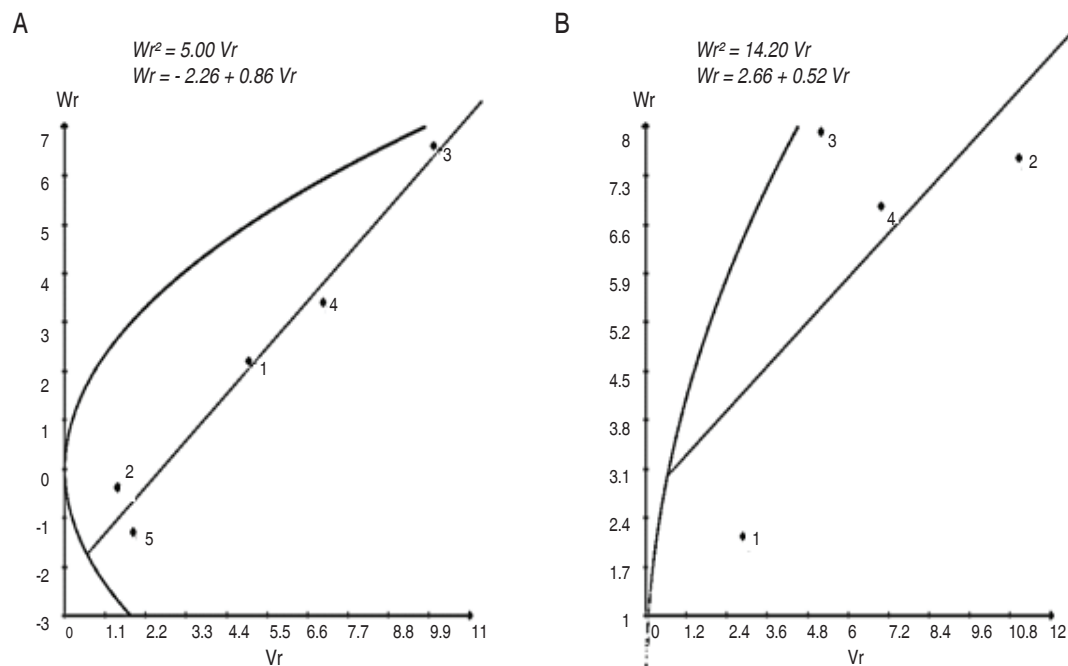 A
Wr² = 5.00 Vr
Wr = - 2.26 + 0.86 Vr
Wr
7
6
5
4
3
2
1
0
-1
-2
-3
3
4
1
2
5
0 1.1 2.2 3.3 4.4 5.5 6.6 7.7 8.8 9.9 11
Vr
B
Wr² = 14.20 Vr
Wr = 2.66 + 0.52 Vr
Wr
8
7.3
6.6
5.9
5.2
4.5
3.8
3.1
2.4
1.7
1
3
2
4
1
0 1.2 2.4 3.6 4.8 6 7.2 8.4 9.6 10.8 12
Vr